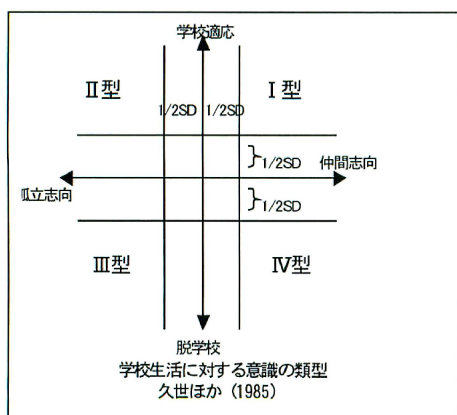 学校適応
Ⅱ型
1/2SD
1/2SD
Ⅰ型
1/2SD
仲間志向
孤立志向
1/2SD
Ⅲ型
Ⅳ型
脱学校
学校生活に対する意識の類型
久世ほか (1985)